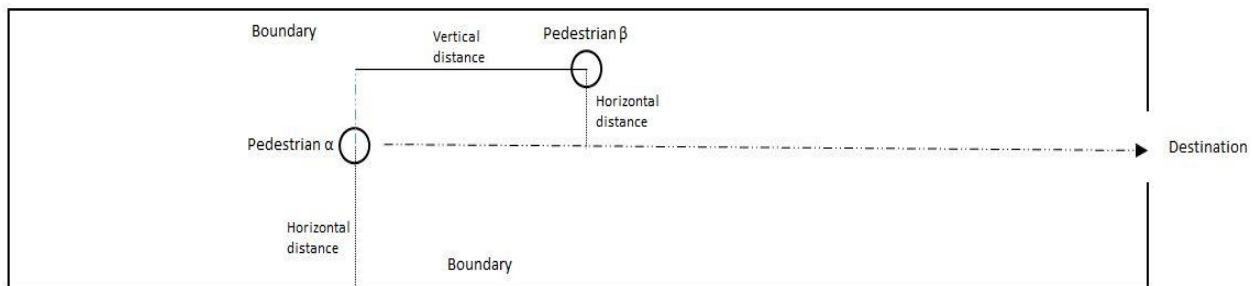 Boundary
Vertical
distance
Pedestrian β
Horizontal
distance
Pedestrian α
Destination
Horizontal
distance
Boundary